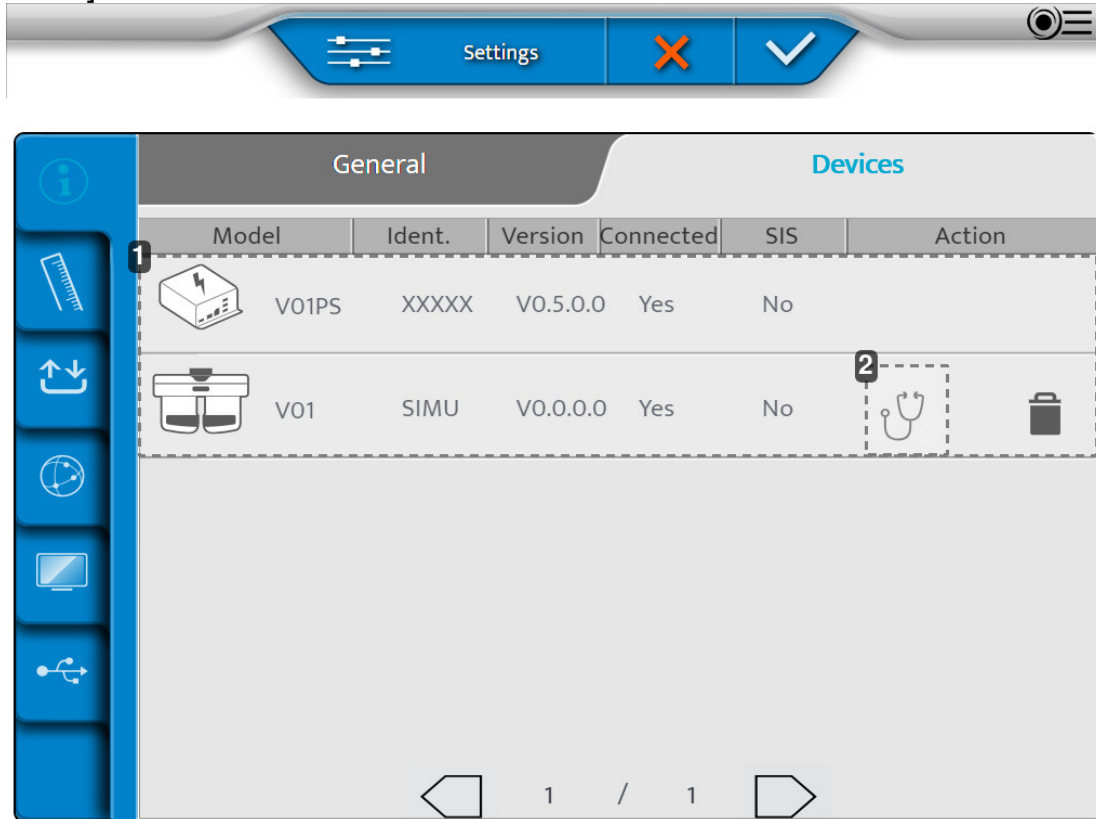 Settings
General Devices
Model Ident. Version Connected SIS Action
1
V01PS XXXXX V0.5.0.0 Yes No
2
V01 SIMU V0.0.0.0 Yes No
1 / 1